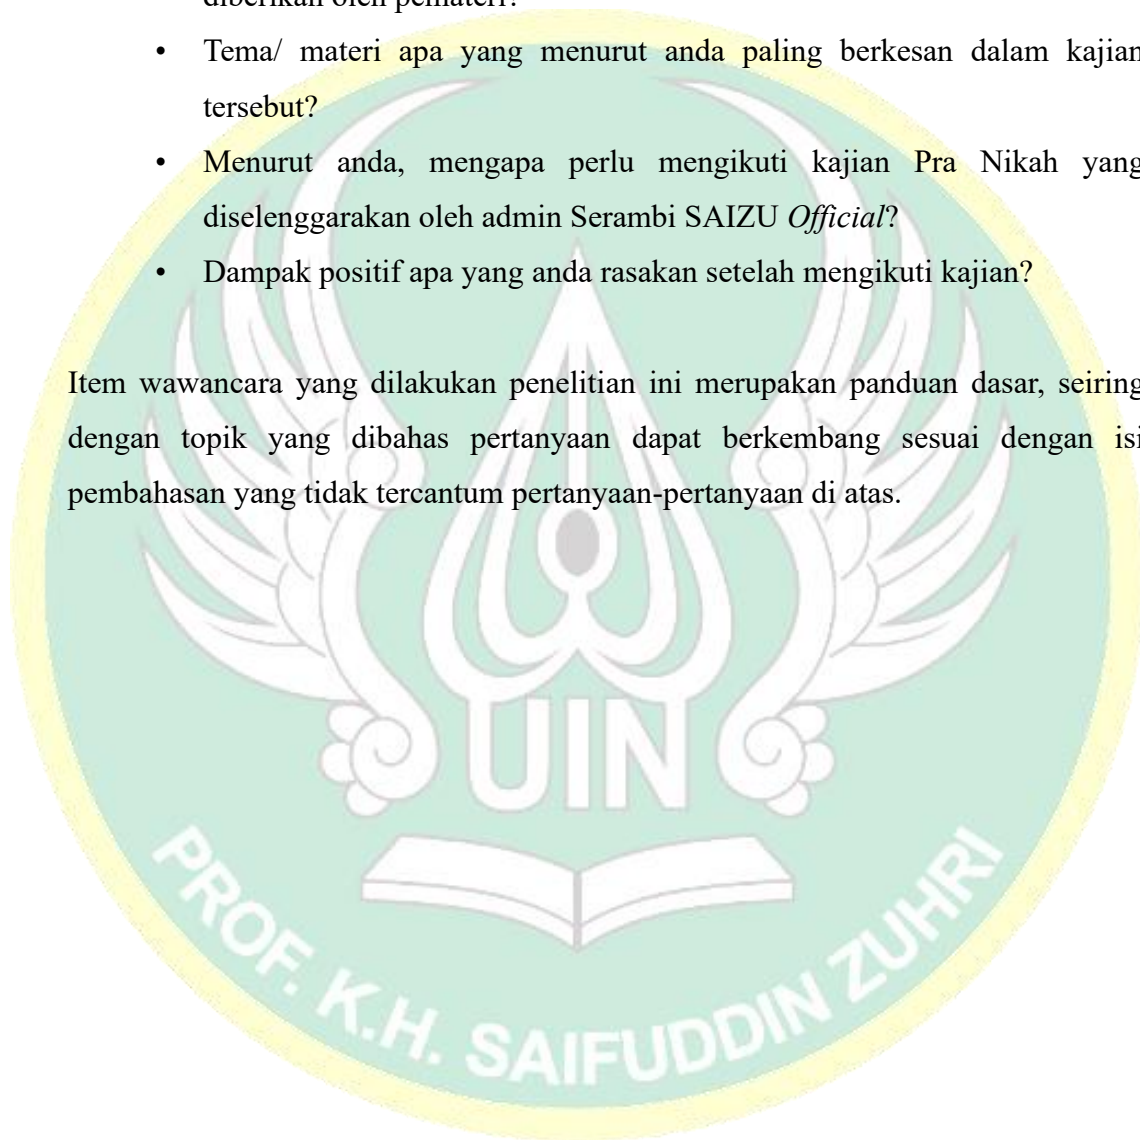 diberikan oleh pemateri?
• Tema/ materi apa yang menurut anda paling berkesan dalam kajian
tersebut?
• Menurut anda, mengapa perlu mengikuti kajian Pra Nikah yang
diselenggarakan oleh admin Serambi SAIZU Official?
• Dampak positif apa yang anda rasakan setelah mengikuti kajian?
Item wawancara yang dilakukan penelitian ini merupakan panduan dasar, seiring
dengan topik yang dibahas pertanyaan dapat berkembang sesuai dengan isi
pembahasan yang tidak tercantum pertanyaan-pertanyaan di atas.
UIN
PROF. K.H. SAIFUDDIN ZUHRI